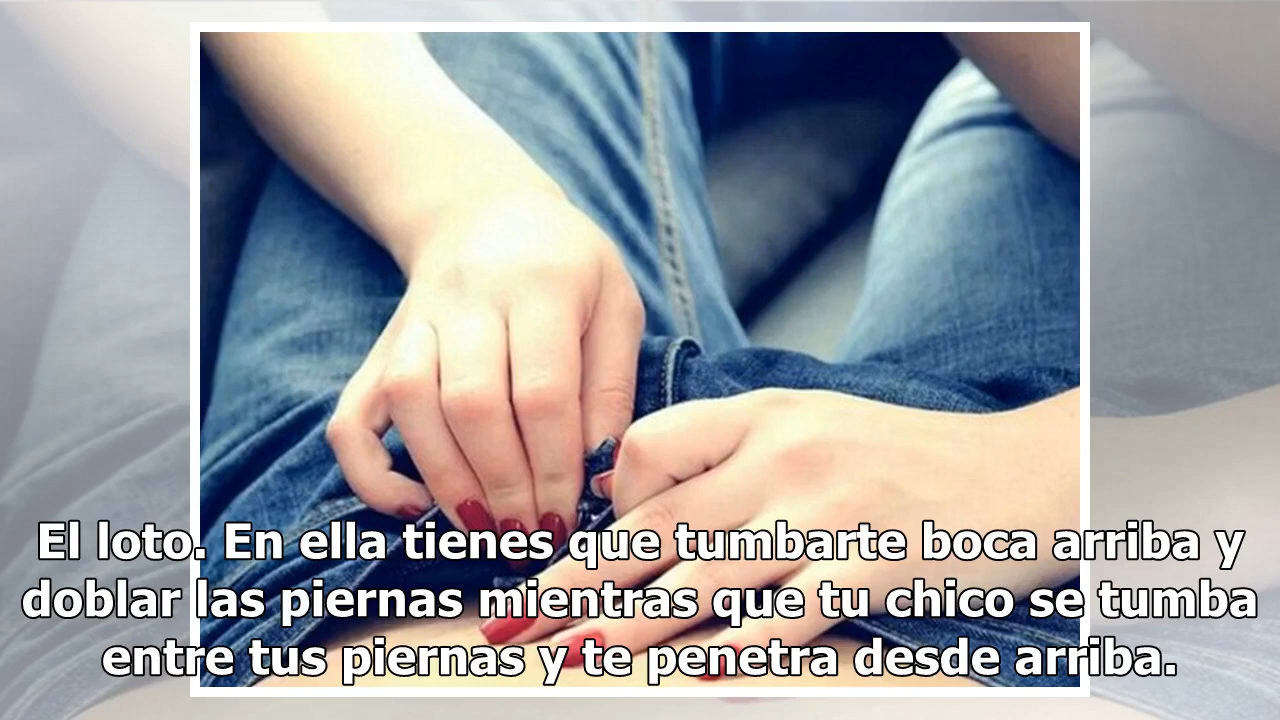 El loto. En ella tienes que tumbarte boca arriba y
doblar las piernas mientras que tu chico se tumba
entre tus piernas y te penetra desde arriba.